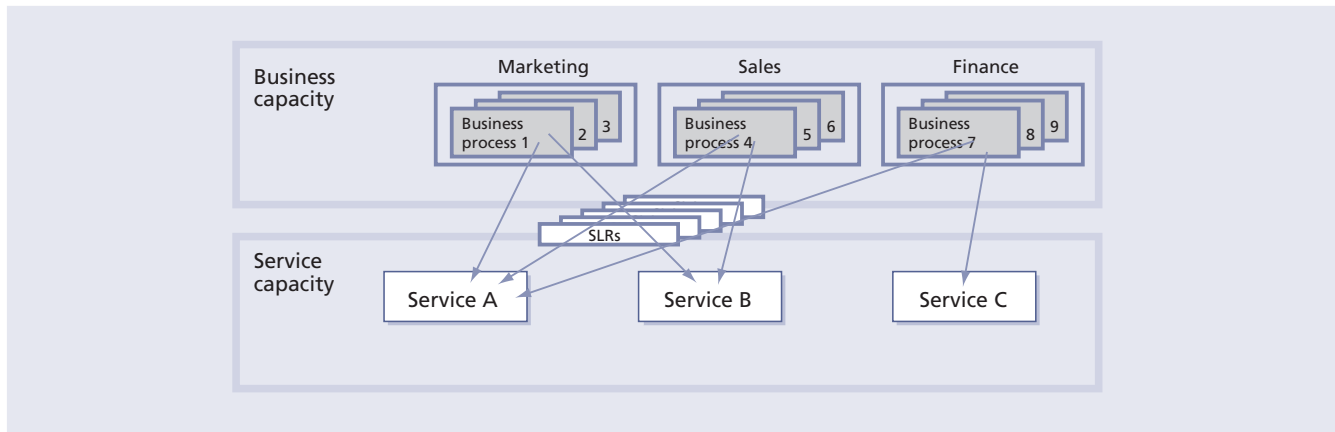 Business
capacity
Marketing
Sales
Finance
Business
process 1
2
3
Business
process 4
5
6
Business
process 7
8
9
SLRs
Service
capacity
Service A
Service B
Service C